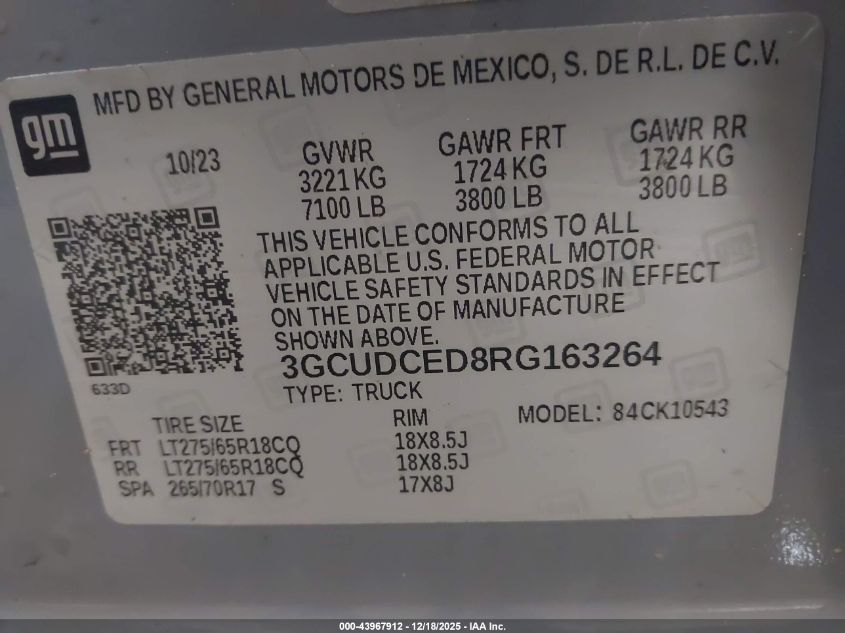 gm
MFD BY GENERAL MOTORS DE MEXICO, S. DE R.L. DE C.V.
10/23
GVWR
3221 KG
7100 LB
GAWR FRT
1724 KG
3800 LB
GAWR RR
1724 KG
3800 LB
THIS VEHICLE CONFORMS TO ALL
APPLICABLE U.S. FEDERAL MOTOR
VEHICLE SAFETY STANDARDS IN EFFECT
ON THE DATE OF MANUFACTURE
SHOWN ABOVE.
3GCUDCED8RG163264
633D
TYPE: TRUCK
MODEL: 84CK10543
TIRE SIZE RIM
FRT LT275/65R18CQ 18X8.5J
RR LT275/65R18CQ 18X8.5J
SPA 265/70R17 S 17X8J
000-43967912 - 12/18/2025 - IAA Inc.